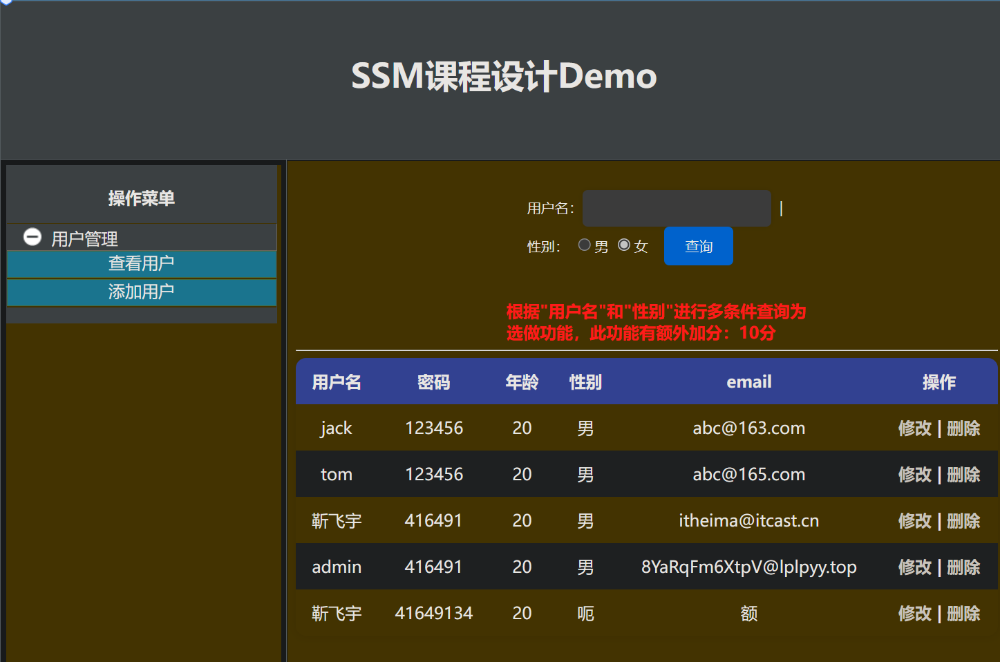 SSM课程设计Demo
操作菜单
用户管理
查看用户
添加用户
用户名： |
性别： 男 女 查询
根据"用户名"和"性别"进行多条件查询为
选做功能，此功能有额外加分：10分
用户名 密码 年龄 性别 email 操作
jack 123456 20 男 abc@163.com 修改 | 删除
tom 123456 20 男 abc@165.com 修改 | 删除
靳飞宇 416491 20 男 itheima@itcast.cn 修改 | 删除
admin 416491 20 男 8YaRqFm6XtpV@lplpyy.top 修改 | 删除
靳飞宇 41649134 20 呃 额 修改 | 删除